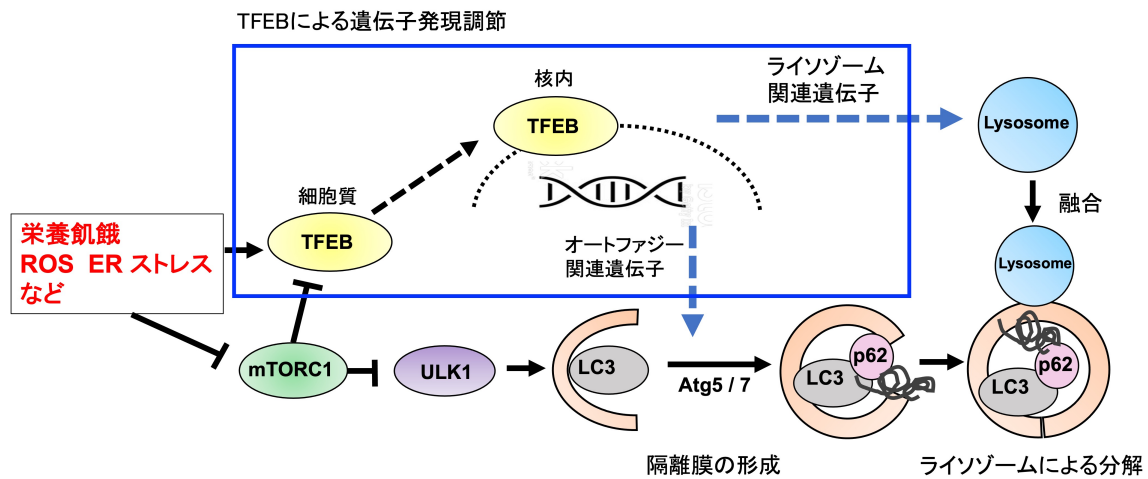 TFEBによる遺伝子発現調節
ライソゾーム
関連遺伝子
核内
TFEB
Lysosome
細胞質
TFEB
融合
栄養飢餓
ROS ER ストレス
など
オートファジー
関連遺伝子
Lysosome
mTORC1
ULK1
LC3
Atg5 / 7
p62
LC3
p62
LC3
隔離膜の形成
ライソゾームによる分解